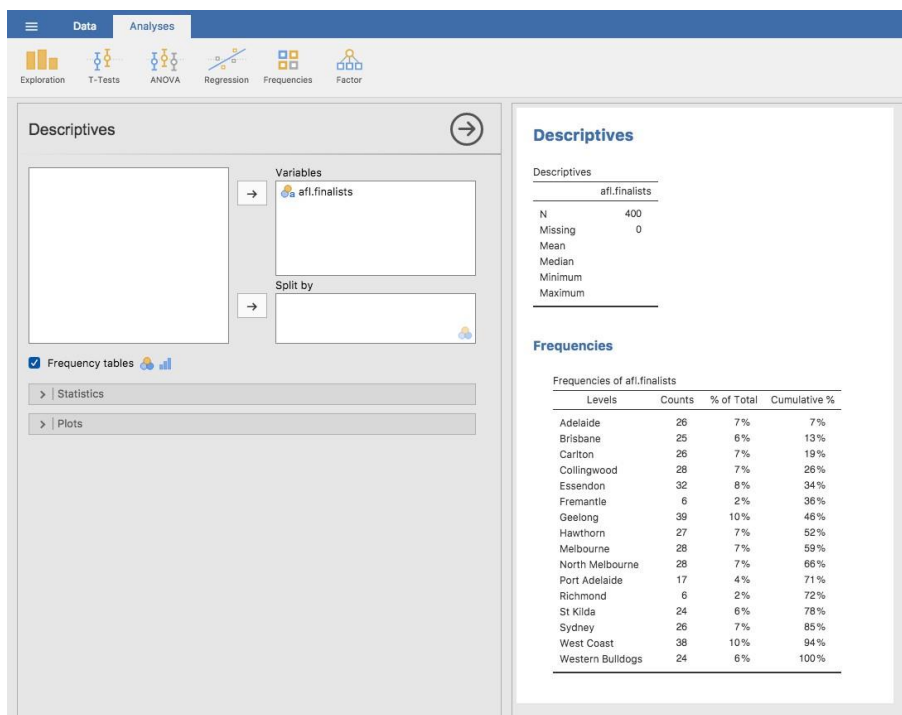 Data Analyses
Exploration T-Tests ANOVA Regression Frequencies Factor
Descriptives
Variables
afl.finalists
Split by
Frequency tables
Statistics
Plots
Descriptives
Descriptives
afl.finalists
N 400
Missing 0
Mean
Median
Minimum
Maximum
Frequencies
Frequencies of afl.finalists
Levels Counts % of Total Cumulative %
Adelaide 26 7% 7%
Brisbane 25 6% 13%
Carlton 26 7% 19%
Collingwood 28 7% 26%
Essendon 32 8% 34%
Fremantle 6 2% 36%
Geelong 39 10% 46%
Hawthorn 27 7% 52%
Melbourne 28 7% 59%
North Melbourne 28 7% 66%
Port Adelaide 17 4% 71%
Richmond 6 2% 72%
St Kilda 24 6% 78%
Sydney 26 7% 85%
West Coast 38 10% 94%
Western Bulldogs 24 6% 100%